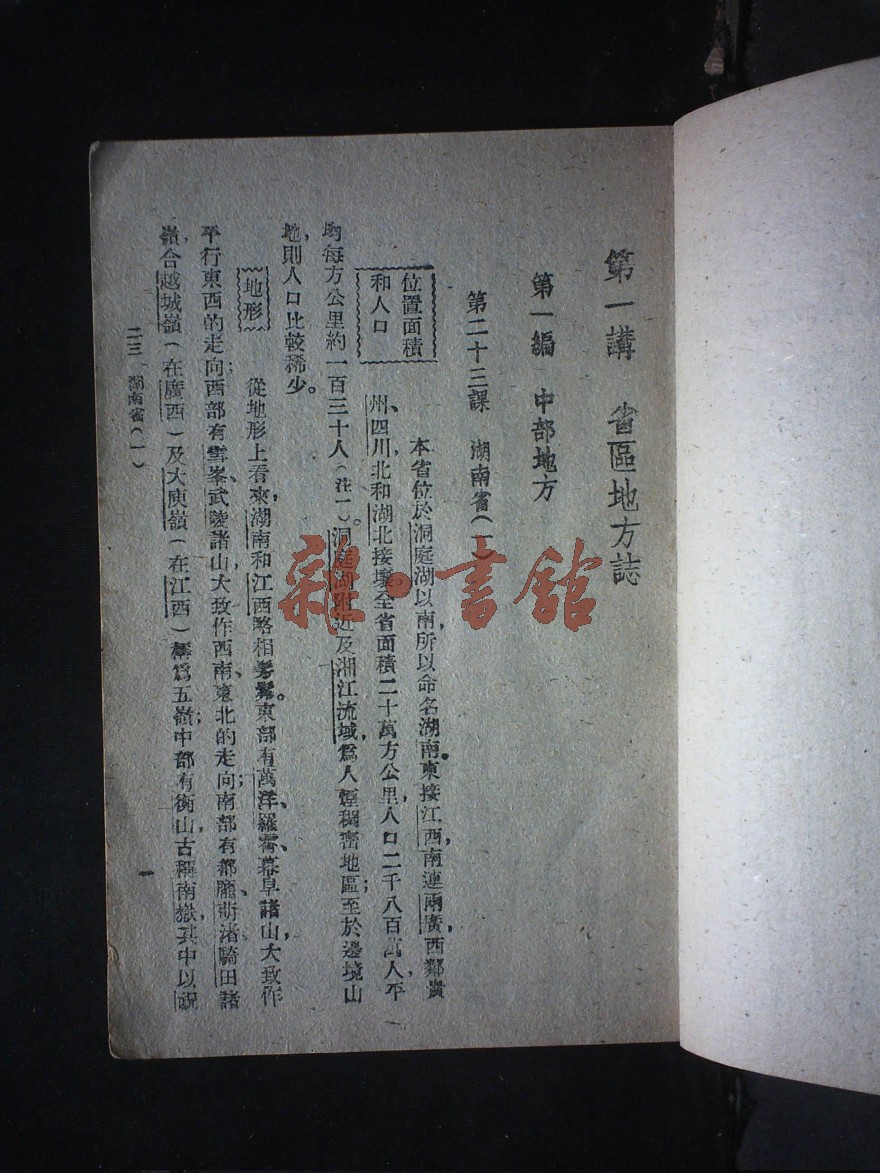 第一講　省區地方誌
第一編　中部地方
第二十三課　湖南省(一)
位置面積
和人口
本省位於洞庭湖以南，所以命名湖南。東接江西，南連兩廣，西鄰貴
州、四川，北和湖北接壤。全省面積二十萬方公里，人口二千八百萬人，平
均每方公里約一百三十人(注一)。洞庭湖附近及湘江流域，爲人煙稠密地區；至於邊境山
地，則人口比較稀少。
地形
從地形上看來，湖南和江西略相髣髴。東部有萬洋、羅霄、幕阜諸山，大致作
平行東西的走向；西部有雪峯、武陵諸山，大致作西南、東北的走向；南部有都龐、萌渚、騎田諸
嶺，合越城嶺(在廣西)及大庾嶺(在江西)稱爲五嶺；中部有衡山，古稱南嶽，其中以祝
二三　湖南省(一)
一
雜·書館